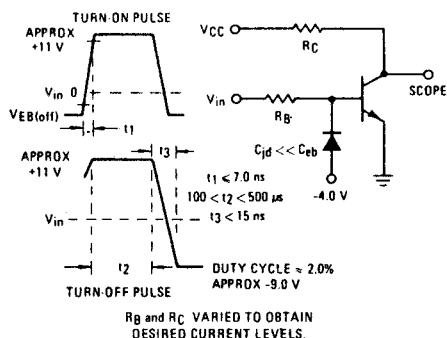 TURN-ON PULSE
APPROX
+11 V
Vin 0
VEB(off)
t1
t3
APPROX
+11 V
Vin
t1 ≤ 7.0 ns
100 < t2 < 500 μs
t3 < 15 ns
t2
DUTY CYCLE ≈ 2.0%
APPROX -9.0 V
TURN-OFF PULSE
VCC
RC
SCOPE
Vin
RB
Cjd << Ceb
-4.0 V
RB and RC VARIED TO OBTAIN
DESIRED CURRENT LEVELS.